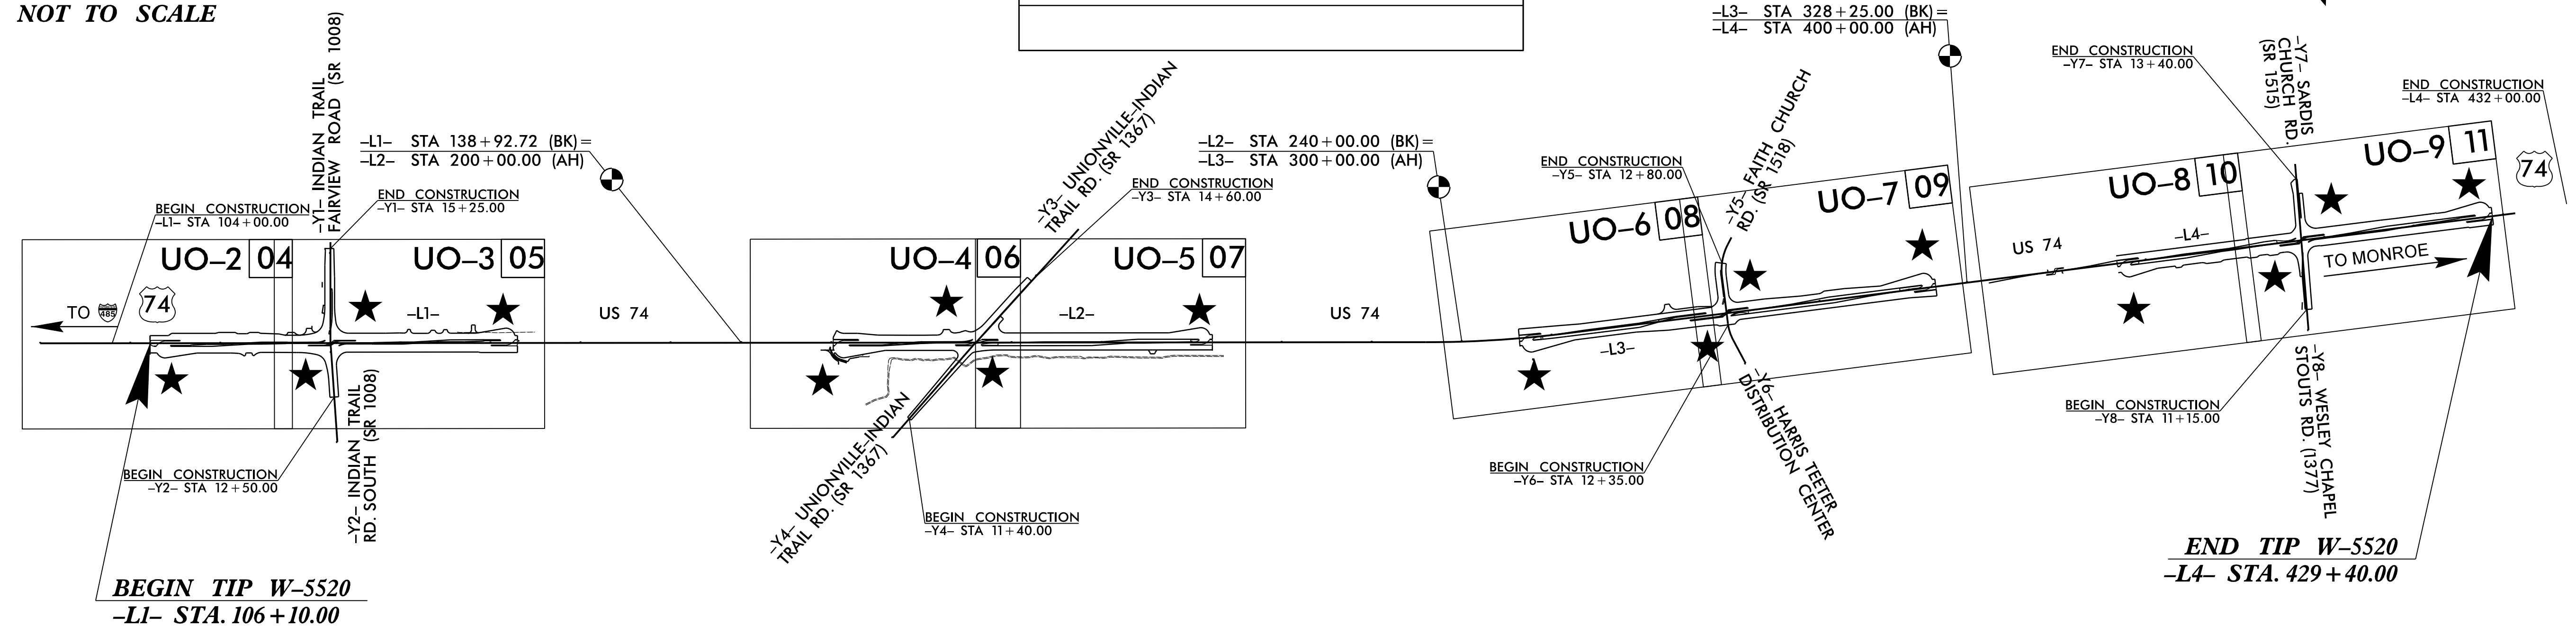 NOT TO SCALE
–Y1– INDIAN TRAIL
FAIRVIEW ROAD (SR 1008)
–L1– STA 138+92.72 (BK)=
–L2– STA 200+00.00 (AH)
END CONSTRUCTION
–Y1– STA 15+25.00
BEGIN CONSTRUCTION
–L1– STA 104+00.00
UO–2 04
UO–3 05
TO 485
74
–L1–
US 74
BEGIN CONSTRUCTION
–Y2– STA 12+50.00
–Y2– INDIAN TRAIL
RD. SOUTH (SR 1008)
BEGIN TIP W–5520
–L1– STA. 106+10.00
–Y3– UNIONVILLE–INDIAN
TRAIL RD. (SR 1367)
END CONSTRUCTION
–Y3– STA 14+60.00
UO–4 06
UO–5 07
–L2–
–Y4– UNIONVILLE–INDIAN
TRAIL RD. (SR 1367)
BEGIN CONSTRUCTION
–Y4– STA 11+40.00
–L2– STA 240+00.00 (BK)=
–L3– STA 300+00.00 (AH)
US 74
END CONSTRUCTION
–Y5– STA 12+80.00
–Y5– FAITH CHURCH
RD. (SR 1518)
UO–6 08
UO–7 09
–L3–
BEGIN CONSTRUCTION
–Y6– STA 12+35.00
–Y6– HARRIS TEETER
DISTRIBUTION CENTER
–L3– STA 328+25.00 (BK)=
–L4– STA 400+00.00 (AH)
END CONSTRUCTION
–Y7– STA 13+40.00
–Y7– SARDIS
CHURCH RD.
(SR 1515)
END CONSTRUCTION
–L4– STA 432+00.00
UO–8 10
UO–9 11
74
US 74
–L4–
TO MONROE
BEGIN CONSTRUCTION
–Y8– STA 11+15.00
–Y8– WESLEY CHAPEL
STOUTS RD. (1377)
END TIP W–5520
–L4– STA. 429+40.00